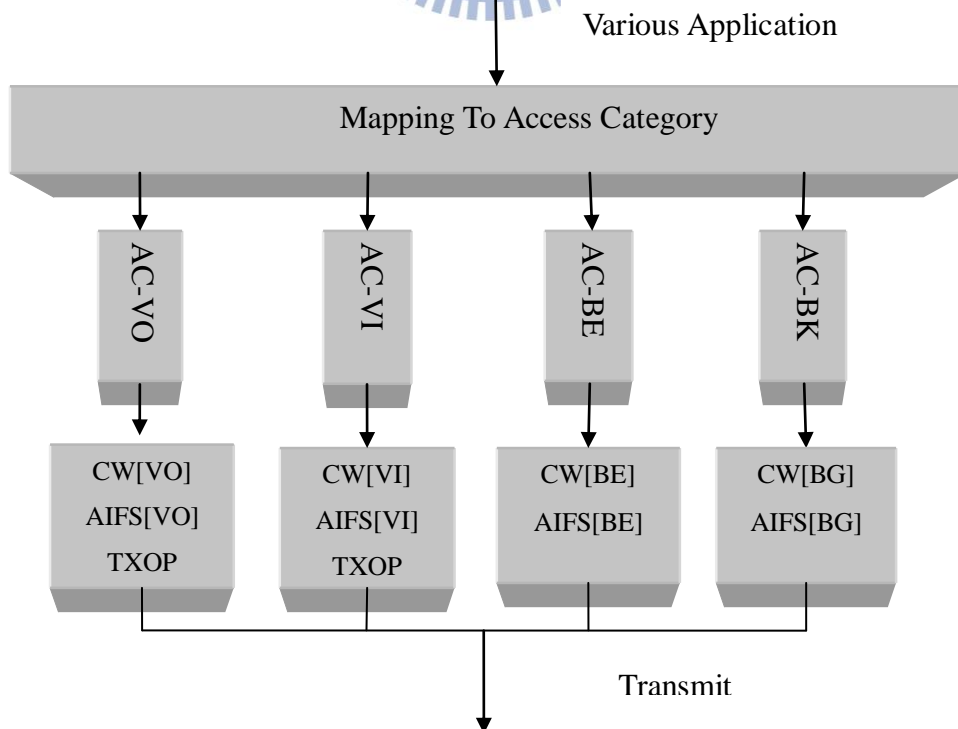 Various Application
Mapping To Access Category
AC-VO
AC-VI
AC-BE
AC-BK
CW[VO]
AIFS[VO]
TXOP
CW[VI]
AIFS[VI]
TXOP
CW[BE]
AIFS[BE]
CW[BG]
AIFS[BG]
Transmit